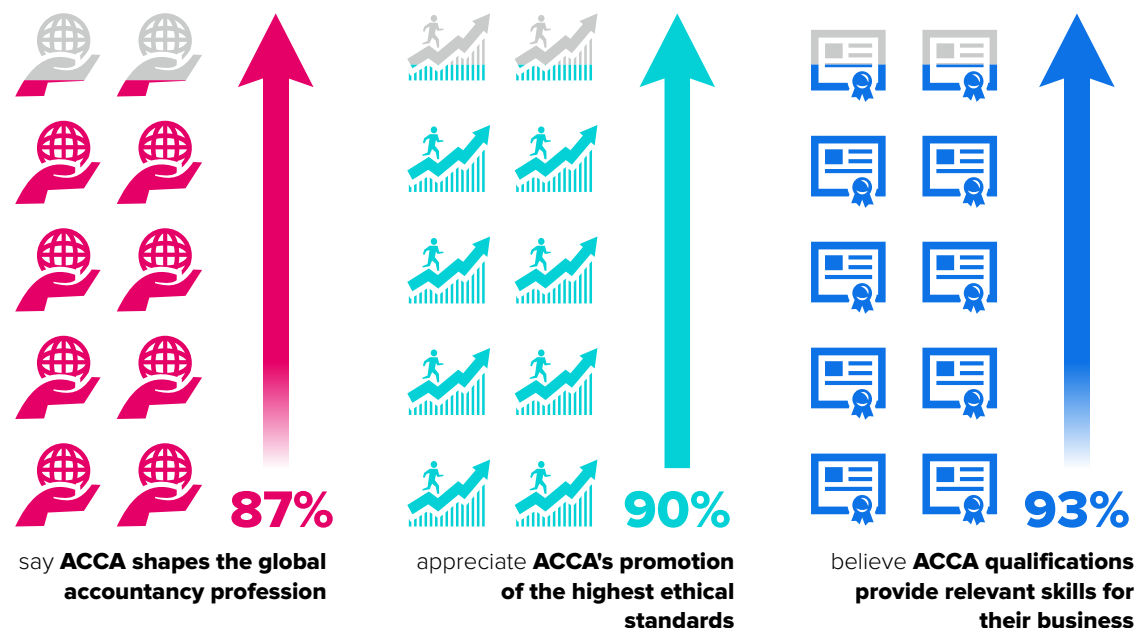 87%
say ACCA shapes the global
accountancy profession
90%
appreciate ACCA's promotion
of the highest ethical
standards
93%
believe ACCA qualifications
provide relevant skills for
their business